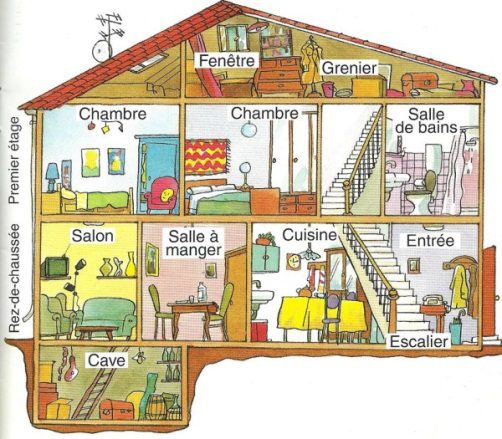 Fenêtre
Grenier
Premier étage
Chambre
Chambre
Salle
de bains
Rez-de-chaussée
Salon
Salle à
manger
Cuisine
Entrée
Escalier
Cave